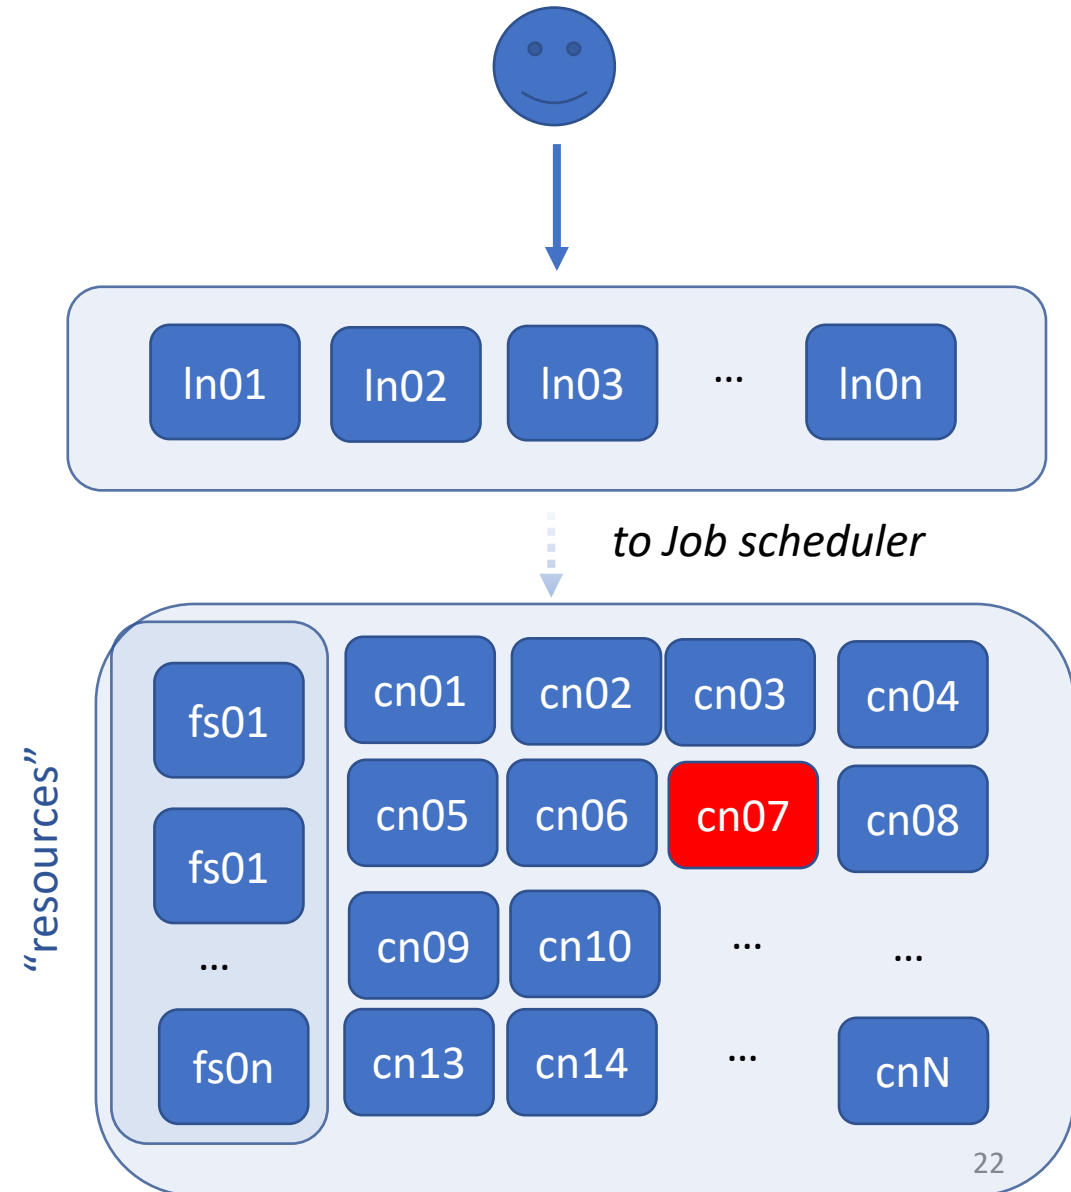 ln01 ln02 ln03 ... ln0n
to Job scheduler
"resources"
fs01
fs01
...
fs0n
cn01 cn02 cn03 cn04
cn05 cn06 cn07 cn08
cn09 cn10 ... ...
cn13 cn14 ... cnN
22